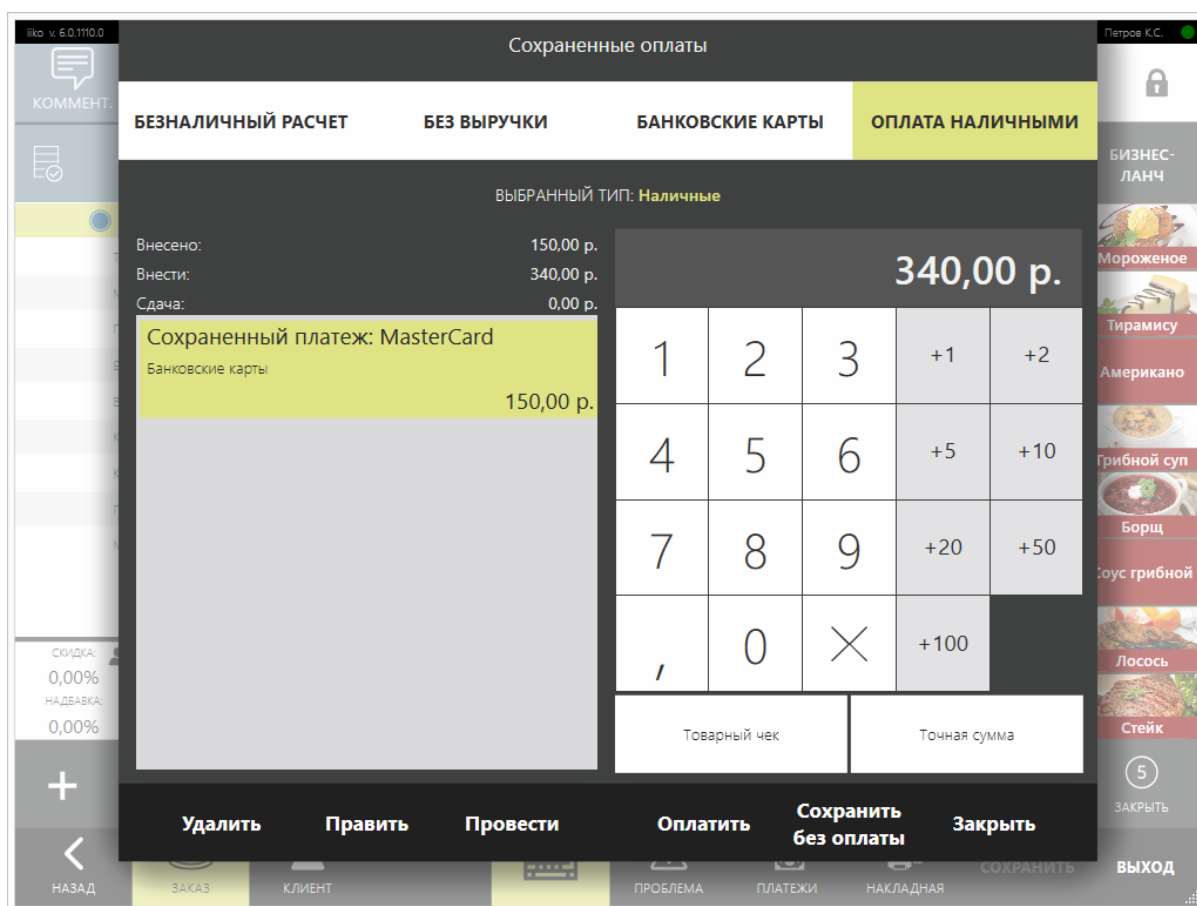 iiko v. 6.0.1110.0
Петров К.С.
Сохраненные оплаты
КОММЕНТ.
БЕЗНАЛИЧНЫЙ РАСЧЕТ
БЕЗ ВЫРУЧКИ
БАНКОВСКИЕ КАРТЫ
ОПЛАТА НАЛИЧНЫМИ
БИЗНЕС-
ЛАНЧ
ВЫБРАННЫЙ ТИП: Наличные
Внесено: 150,00 р.
Внести: 340,00 р.
Сдача: 0,00 р.
340,00 р.
Сохраненный платеж: MasterCard
Банковские карты
150,00 р.
1 2 3 +1 +2
4 5 6 +5 +10
7 8 9 +20 +50
, 0 +100
Товарный чек
Точная сумма
Мороженое
Тирамису
Американо
Грибной суп
Борщ
Соус грибной
Лосось
Стейк
СКИДКА:
0,00%
НАДБАВКА:
0,00%
5
ЗАКРЫТЬ
Удалить
Править
Провести
Оплатить
Сохранить
без оплаты
Закрыть
НАЗАД
ЗАКАЗ
КЛИЕНТ
ПРОБЛЕМА
ПЛАТЕЖИ
НАКЛАДНАЯ
СОХРАНИТЬ
ВЫХОД